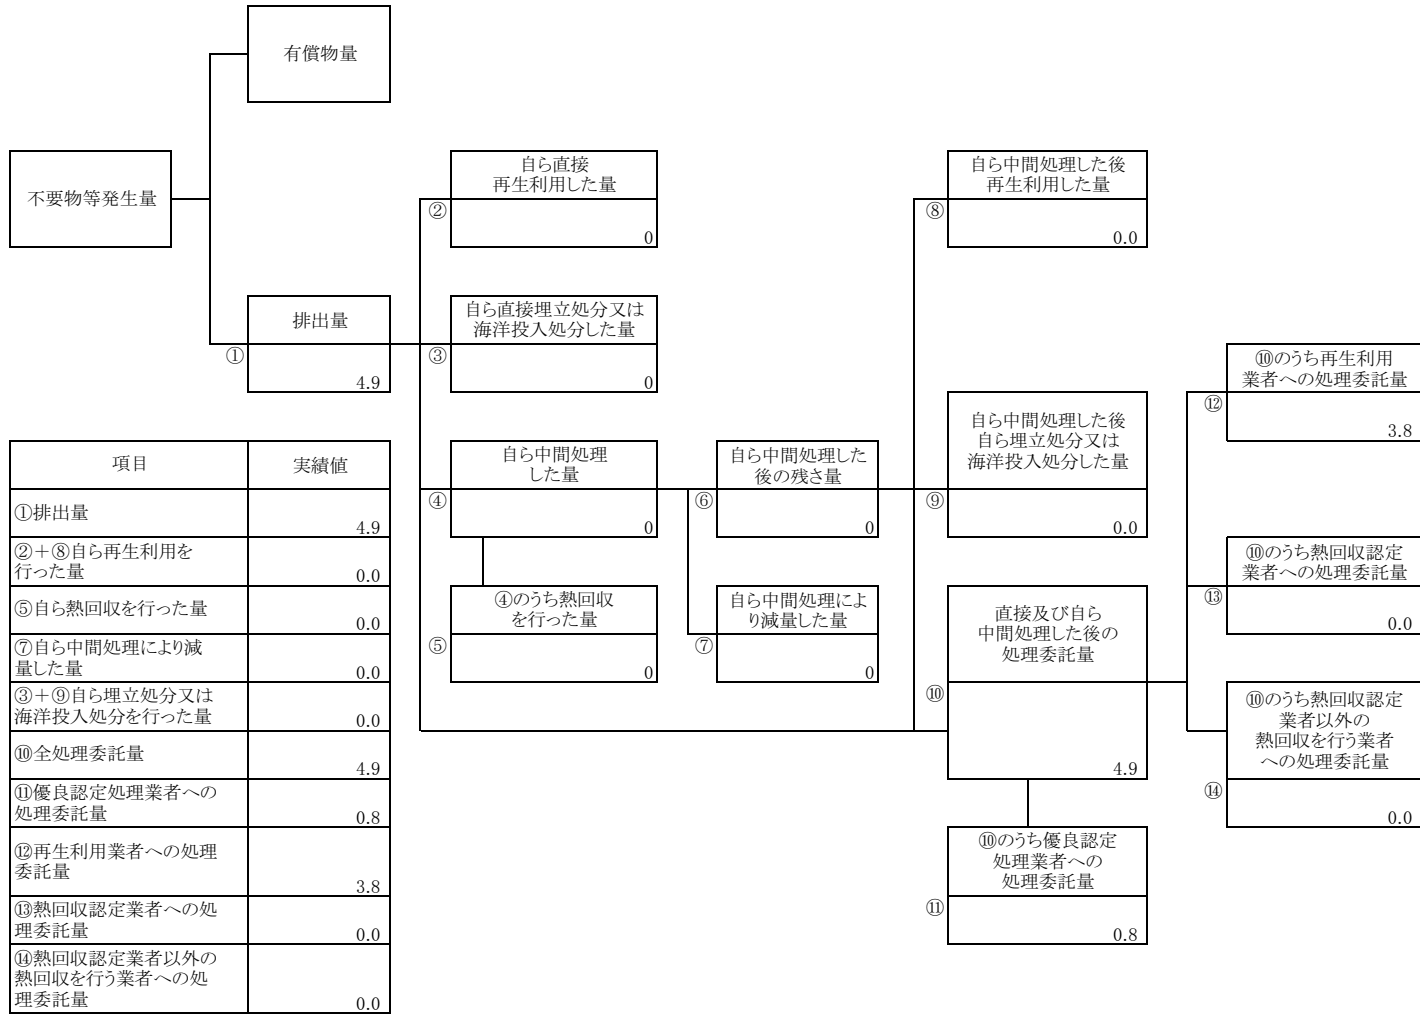 有償物量
不要物等発生量
自ら直接
再生利用した量
②
0
自ら中間処理した後
再生利用した量
⑧
0.0
排出量
①
4.9
自ら直接埋立処分又は
海洋投入処分した量
③
0
⑩のうち再生利用
業者への処理委託量
⑫
3.8
自ら中間処理
した量
④
0
自ら中間処理した
後の残さ量
⑥
0
自ら中間処理した後
自ら埋立処分又は
海洋投入処分した量
⑨
0.0
⑩のうち熱回収認定
業者への処理委託量
⑬
0.0
④のうち熱回収
を行った量
⑤
0
自ら中間処理によ
り減量した量
⑦
0
直接及び自ら
中間処理した後の
処理委託量
⑩
4.9
⑩のうち熱回収認定
業者以外の
熱回収を行う業者
への処理委託量
⑭
0.0
⑩のうち優良認定
処理業者への
処理委託量
⑪
0.8
項目
実績値
①排出量
4.9
②＋⑧自ら再生利用を
行った量
0.0
⑤自ら熱回収を行った量
0.0
⑦自ら中間処理により減
量した量
0.0
③＋⑨自ら埋立処分又は
海洋投入処分を行った量
0.0
⑩全処理委託量
4.9
⑪優良認定処理業者への
処理委託量
0.8
⑫再生利用業者への処理
委託量
3.8
⑬熱回収認定業者への処
理委託量
0.0
⑭熱回収認定業者以外の
熱回収を行う業者への処
理委託量
0.0